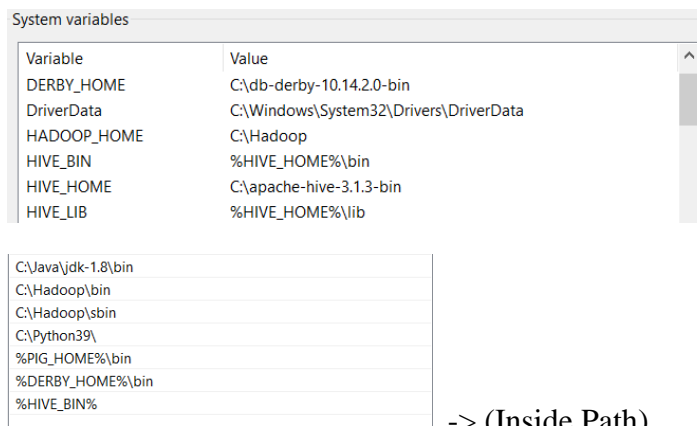 System variables
Variable Value
DERBY_HOME C:\db-derby-10.14.2.0-bin
DriverData C:\Windows\System32\Drivers\DriverData
HADOOP_HOME C:\Hadoop
HIVE_BIN %HIVE_HOME%\bin
HIVE_HOME C:\apache-hive-3.1.3-bin
HIVE_LIB %HIVE_HOME%\lib
C:\Java\jdk-1.8\bin
C:\Hadoop\bin
C:\Hadoop\sbin
C:\Python39\
%PIG_HOME%\bin
%DERBY_HOME%\bin
%HIVE_BIN%
-> (Inside Path)